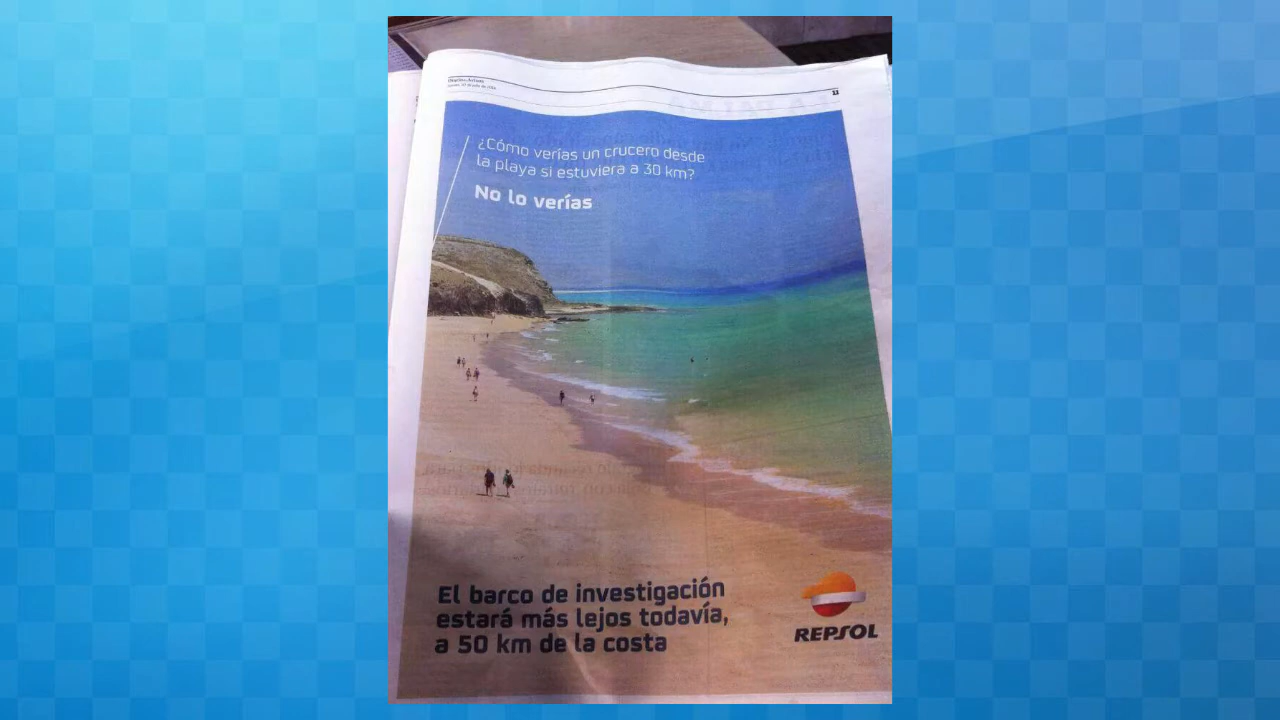 ¿Cómo verías un crucero desde
la playa si estuviera a 30 km?
No lo verías
El barco de investigación
estará más lejos todavía,
a 50 km de la costa
REPSOL